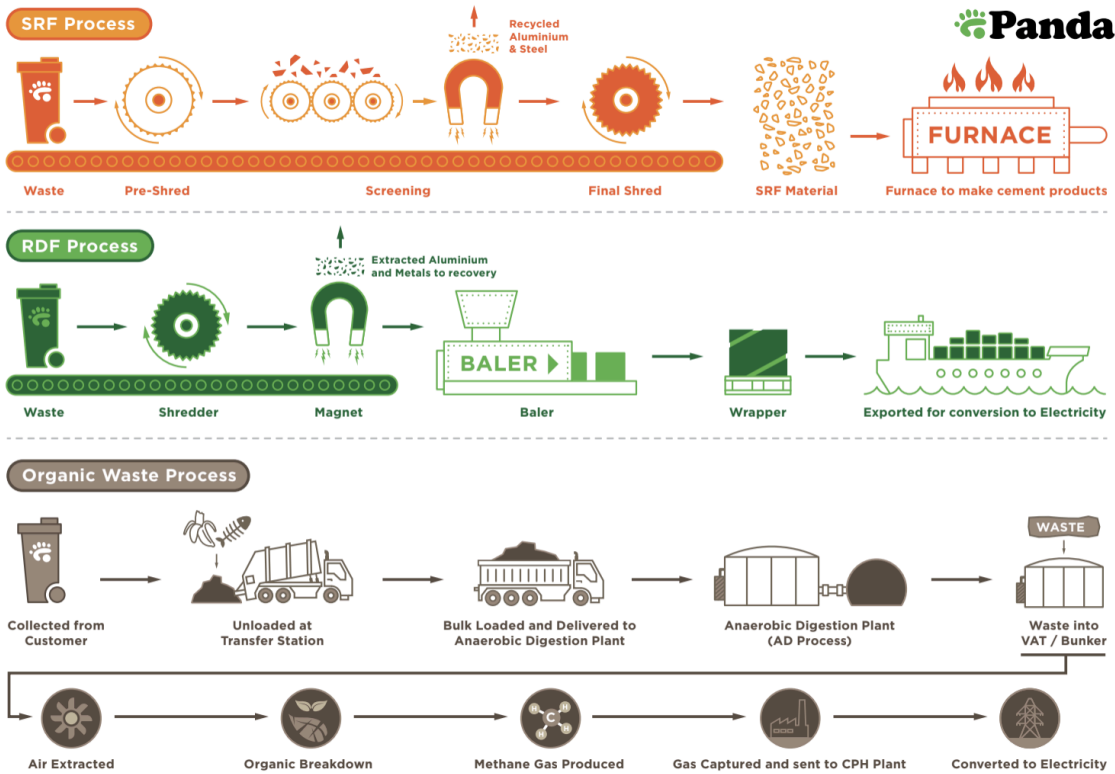 SRF Process
Panda
Recycled
Aluminium
& Steel
FURNACE
Waste
Pre-Shred
Screening
Final Shred
SRF Material
Furnace to make cement products
RDF Process
Extracted Aluminium
and Metals to recovery
BALER
Waste
Shredder
Magnet
Baler
Wrapper
Exported for conversion to Electricity
Organic Waste Process
WASTE
Collected from
Customer
Unloaded at
Transfer Station
Bulk Loaded and Delivered to
Anaerobic Digestion Plant
Anaerobic Digestion Plant
(AD Process)
Waste into
VAT / Bunker
H
H
C
H
H
Air Extracted
Organic Breakdown
Methane Gas Produced
Gas Captured and sent to CPH Plant
Converted to Electricity